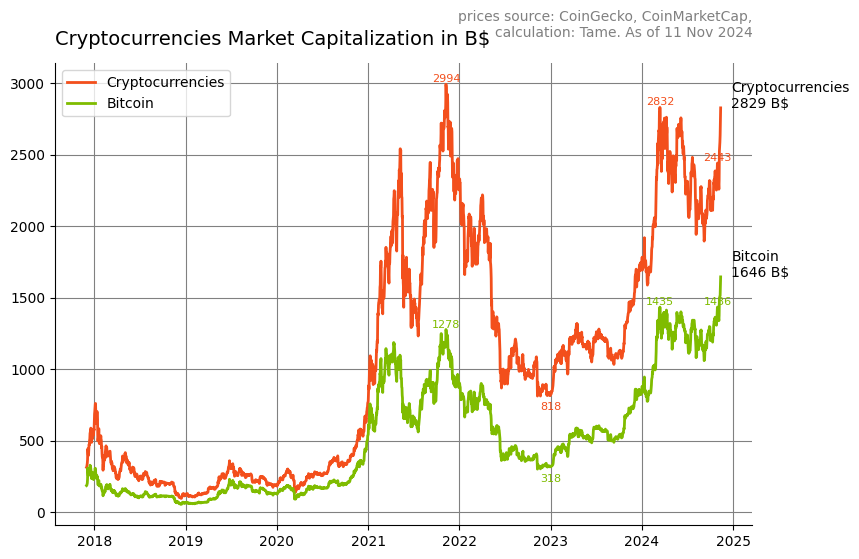 prices source: CoinGecko, CoinMarketCap,
calculation: Tame. As of 11 Nov 2024
Cryptocurrencies Market Capitalization in B$
Cryptocurrencies
Bitcoin
3000
2500
2000
1500
1000
500
0
2994
2832
2443
818
1278
1435
1436
318
Cryptocurrencies
2829 B$
Bitcoin
1646 B$
2018 2019 2020 2021 2022 2023 2024 2025